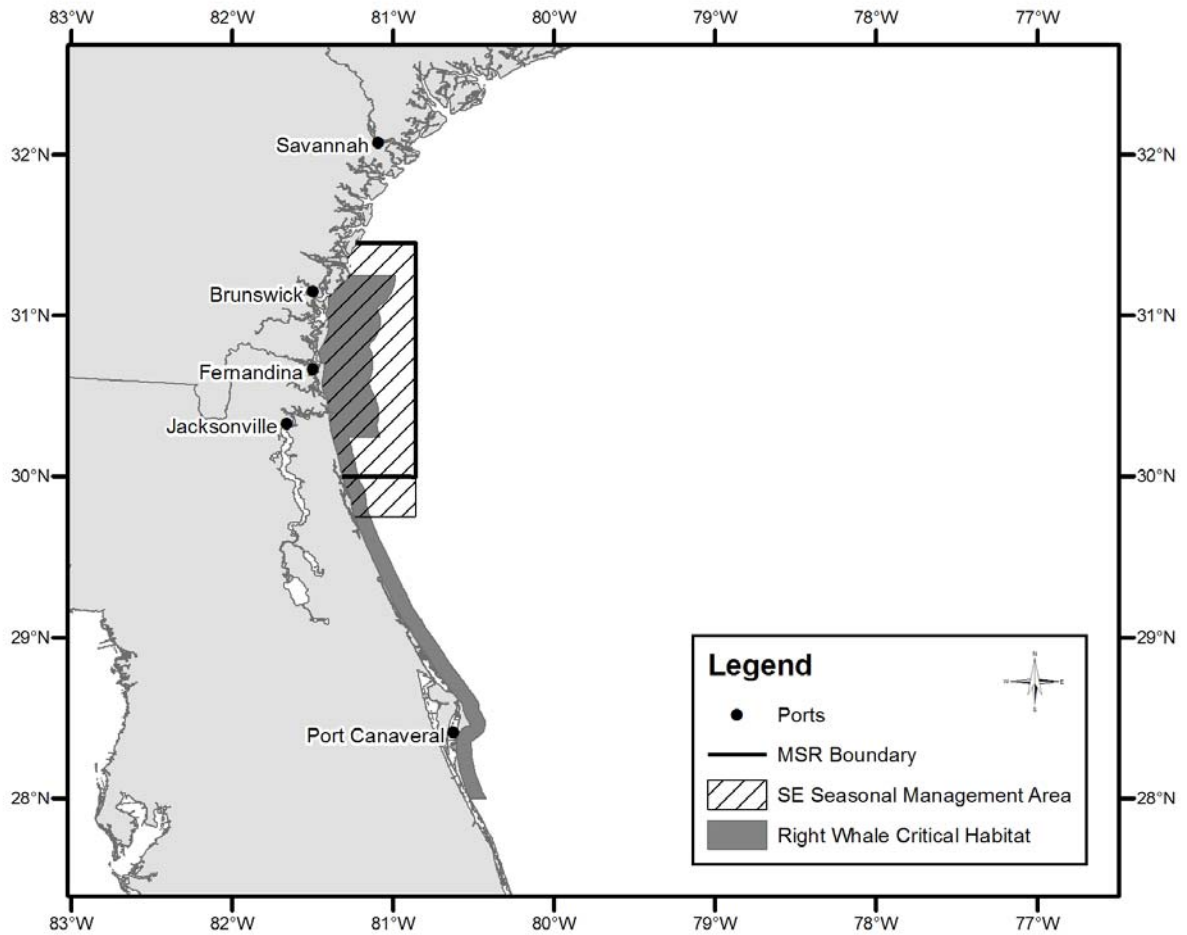 83°W 82°W 81°W 80°W 79°W 78°W 77°W
Savannah
32°N 32°N
Brunswick
31°N 31°N
Fernandina
Jacksonville
30°N 30°N
29°N 29°N
Legend
N
W E
S
Ports
Port Canaveral
MSR Boundary
28°N SE Seasonal Management Area 28°N
Right Whale Critical Habitat
83°W 82°W 81°W 80°W 79°W 78°W 77°W